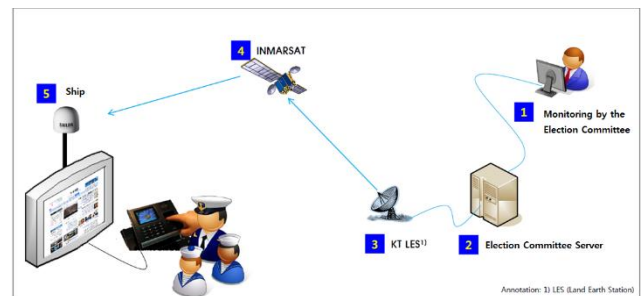 4 INMARSAT
5 Ship
1 Monitoring by the
Election Committee
3 KT LES1)
2 Election Committee Server
Annotation: 1) LES (Land Earth Station)